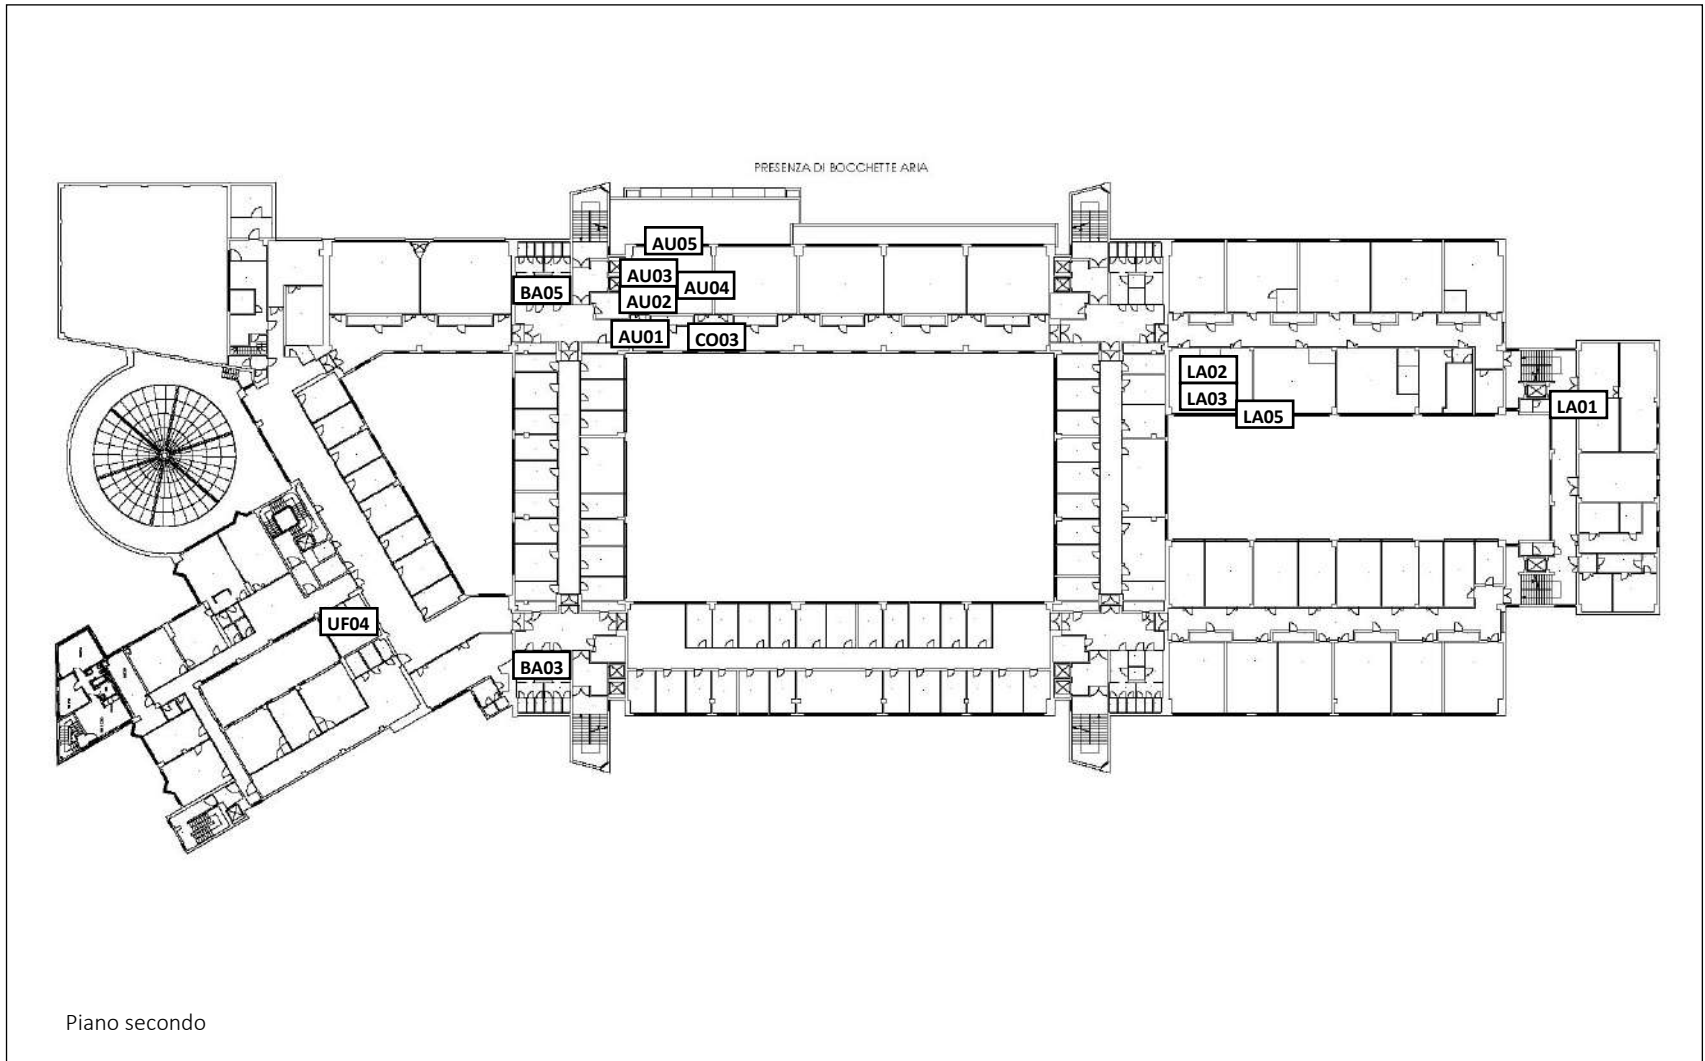 PRESENZA DI BOCCHETTE ARIA
AU05
AU03
AU04
BA05
AU02
AU01
CO03
LA02
LA03
LA05
LA01
UF04
BA03
Piano secondo